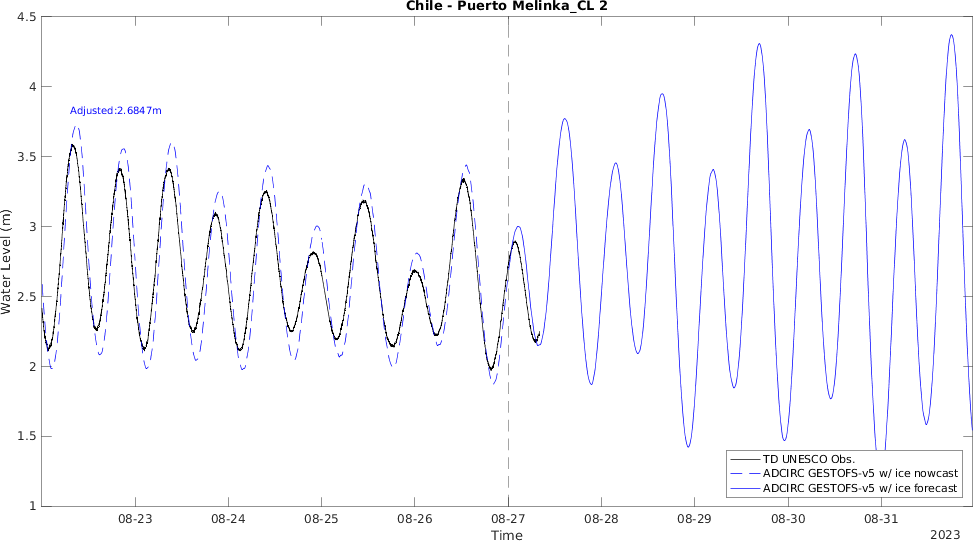 Chile - Puerto Melinka_CL 2
4.5
4
3.5
3
2.5
2
1.5
1
Water Level (m)
Adjusted:2.6847m
TD UNESCO Obs.
ADCIRC GESTOFS-v5 w/ ice nowcast
ADCIRC GESTOFS-v5 w/ ice forecast
08-23 08-24 08-25 08-26 08-27 08-28 08-29 08-30 08-31
Time
2023